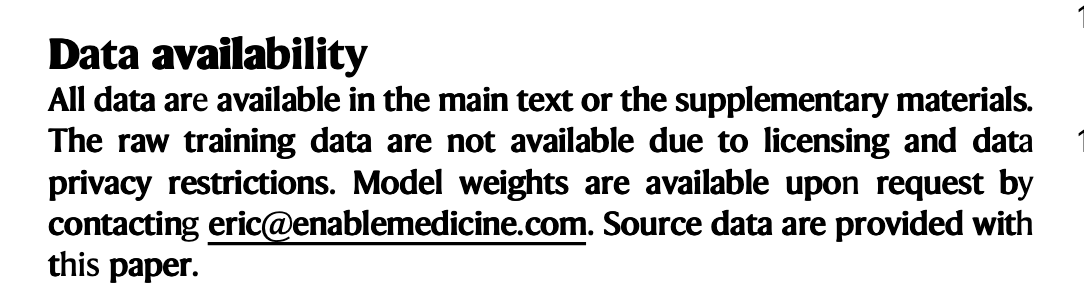 Data availability
All data are available in the main text or the supplementary materials.
The raw training data are not available due to licensing and data
privacy restrictions. Model weights are available upon request by
contacting eric@enablemedicine.com. Source data are provided with
this paper.